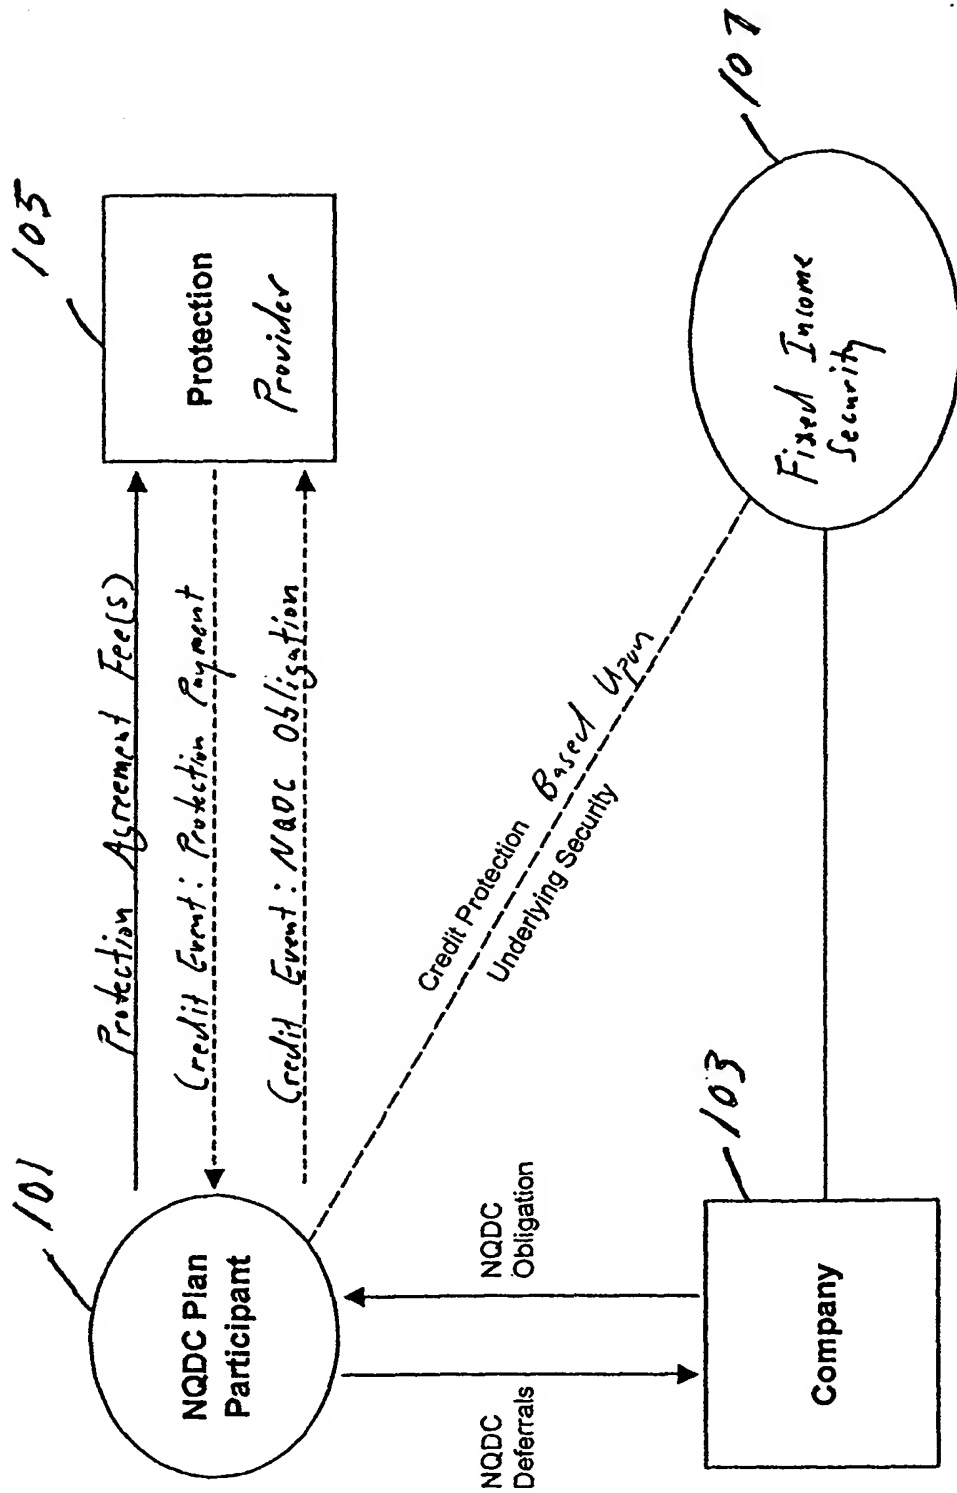 101
105
NQDC Plan
Participant
Protection Agreement Fee(s)
Credit Event: Protection Payment
Credit Event: NQDC Obligation
Protection
Provider
NQDC
Deferrals
NQDC
Obligation
Credit Protection Based Upon
Underlying Security
103
107
Company
Fixed Income
Security